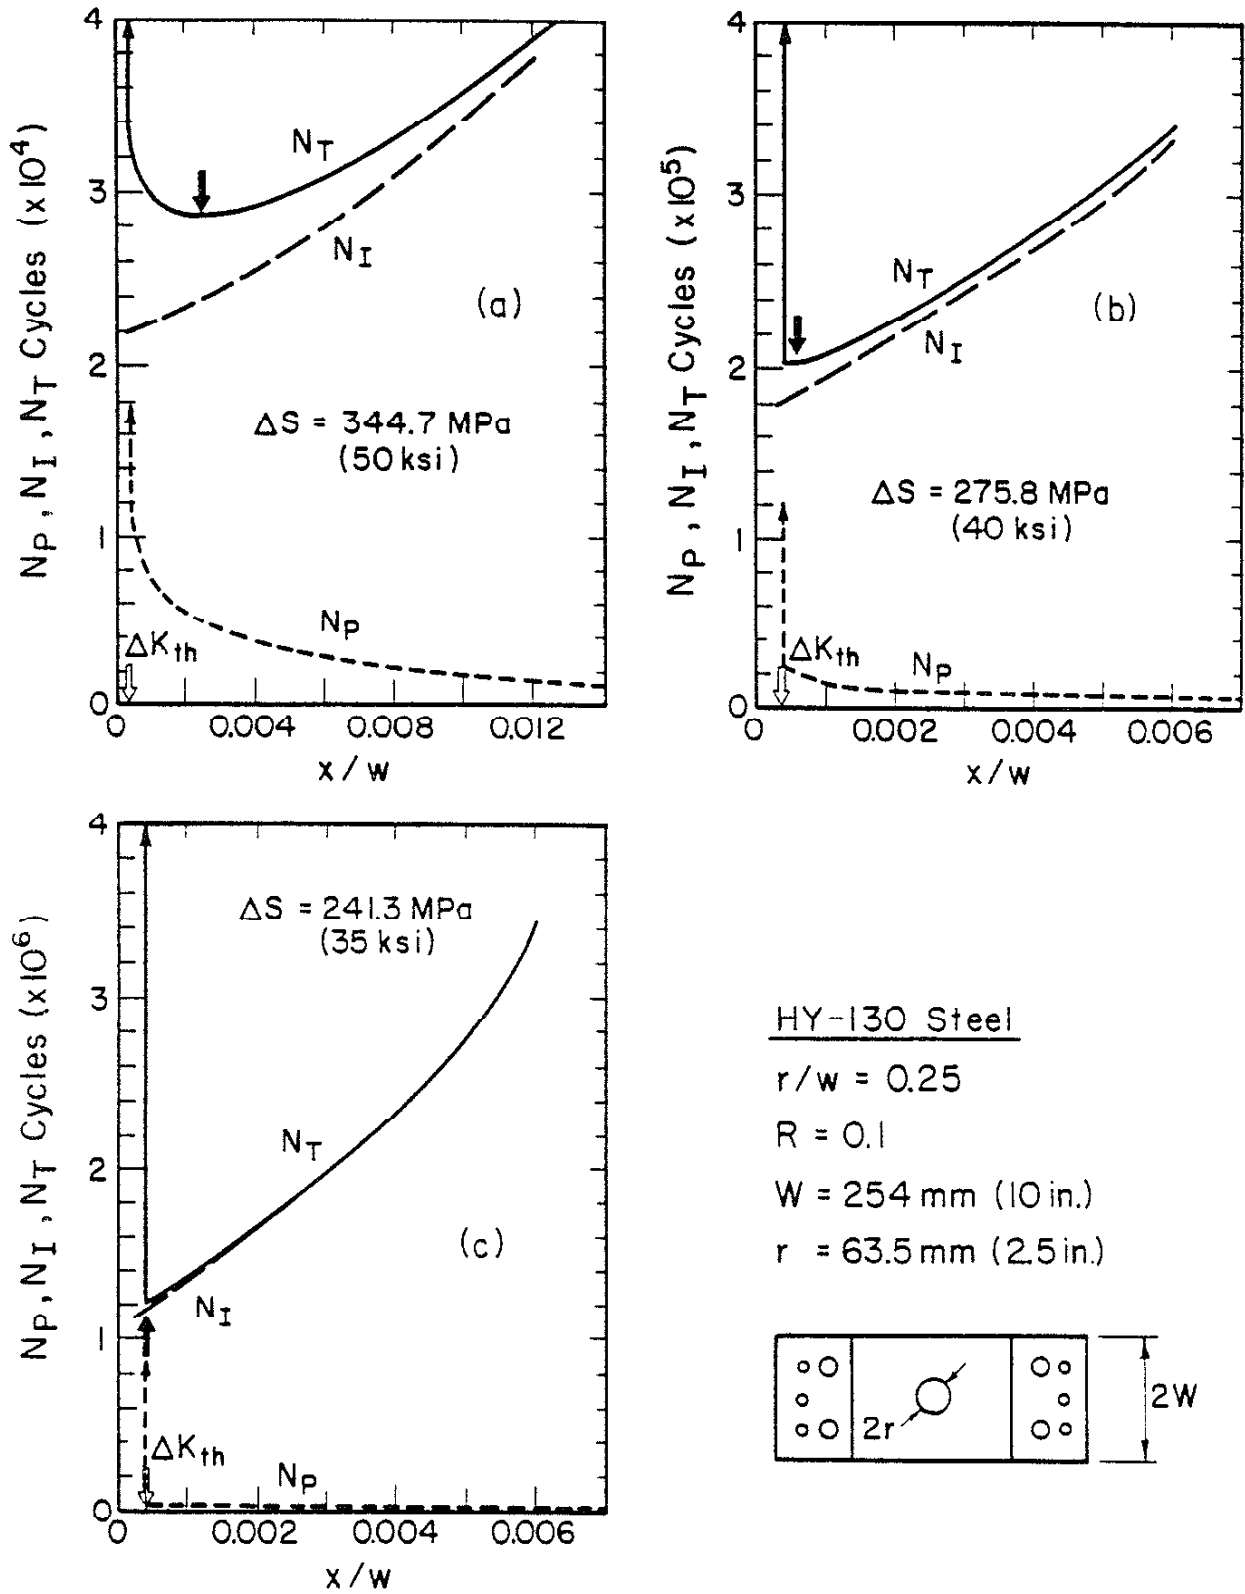 N_P, N_I, N_T Cycles (x10^4)
4
3
2
1
0
N_T
N_I
(a)
ΔS = 344.7 MPa
(50 ksi)
N_P
ΔK_th
0 0.004 0.008 0.012
x/w
N_P, N_I, N_T Cycles (x10^5)
4
3
2
1
0
N_T
N_I
(b)
ΔS = 275.8 MPa
(40 ksi)
ΔK_th
N_P
0 0.002 0.004 0.006
x/w
N_P, N_I, N_T Cycles (x10^6)
4
3
2
1
0
ΔS = 241.3 MPa
(35 ksi)
N_T
(c)
N_I
ΔK_th
N_P
0 0.002 0.004 0.006
x/w
HY-130 Steel
r/w = 0.25
R = 0.1
W = 254 mm (10 in.)
r = 63.5 mm (2.5 in.)
2r
2W